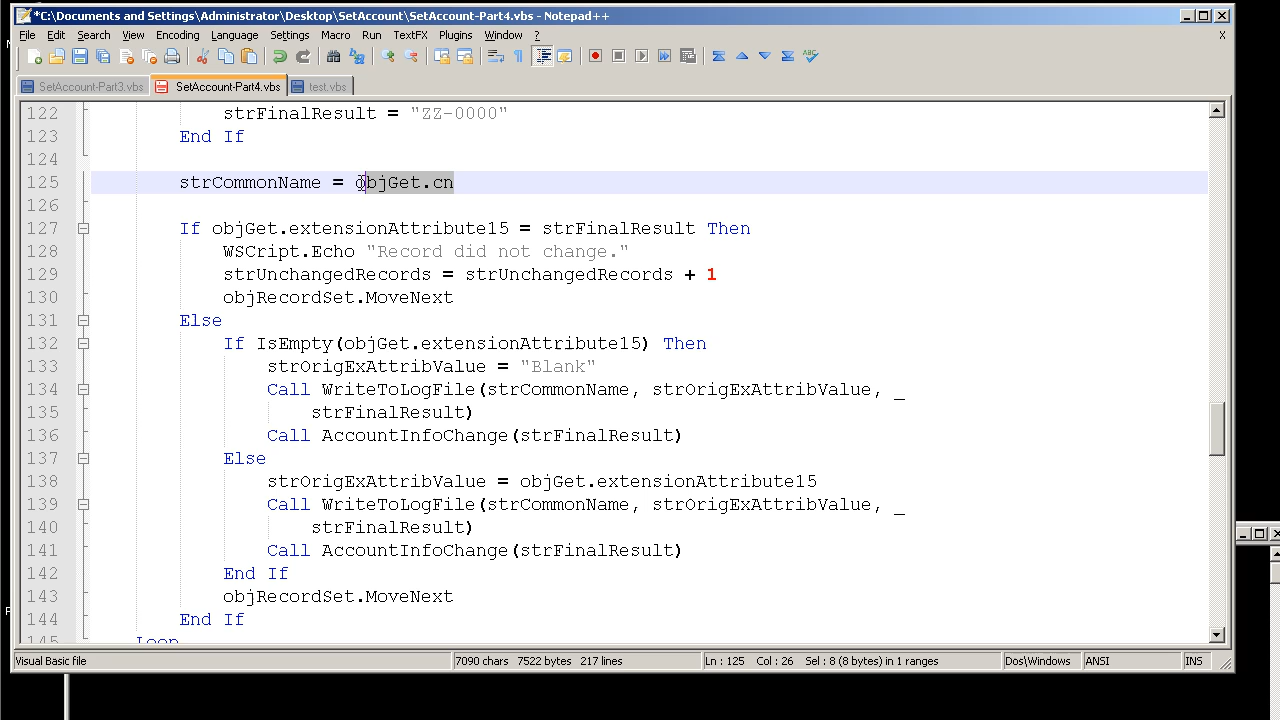 *C:\Documents and Settings\Administrator\Desktop\SetAccount\SetAccount-Part4.vbs - Notepad++
File Edit Search View Encoding Language Settings Macro Run TextFX Plugins Window ? X
SetAccount-Part3.vbs SetAccount-Part4.vbs test.vbs
122 strFinalResult = "ZZ-0000"
123 End If
124
125 strCommonName = objGet.cn
126
127 If objGet.extensionAttribute15 = strFinalResult Then
128 WSCript.Echo "Record did not change."
129 strUnchangedRecords = strUnchangedRecords + 1
130 objRecordSet.MoveNext
131 Else
132 If IsEmpty(objGet.extensionAttribute15) Then
133 strOrigExAttribValue = "Blank"
134 Call WriteToLogFile(strCommonName, strOrigExAttribValue, _
135 strFinalResult)
136 Call AccountInfoChange(strFinalResult)
137 Else
138 strOrigExAttribValue = objGet.extensionAttribute15
139 Call WriteToLogFile(strCommonName, strOrigExAttribValue, _
140 strFinalResult)
141 Call AccountInfoChange(strFinalResult)
142 End If
143 objRecordSet.MoveNext
144 End If
145 Loop
Visual Basic file 7090 chars 7522 bytes 217 lines Ln : 125 Col : 26 Sel : 8 (8 bytes) in 1 ranges Dos\Windows ANSI INS